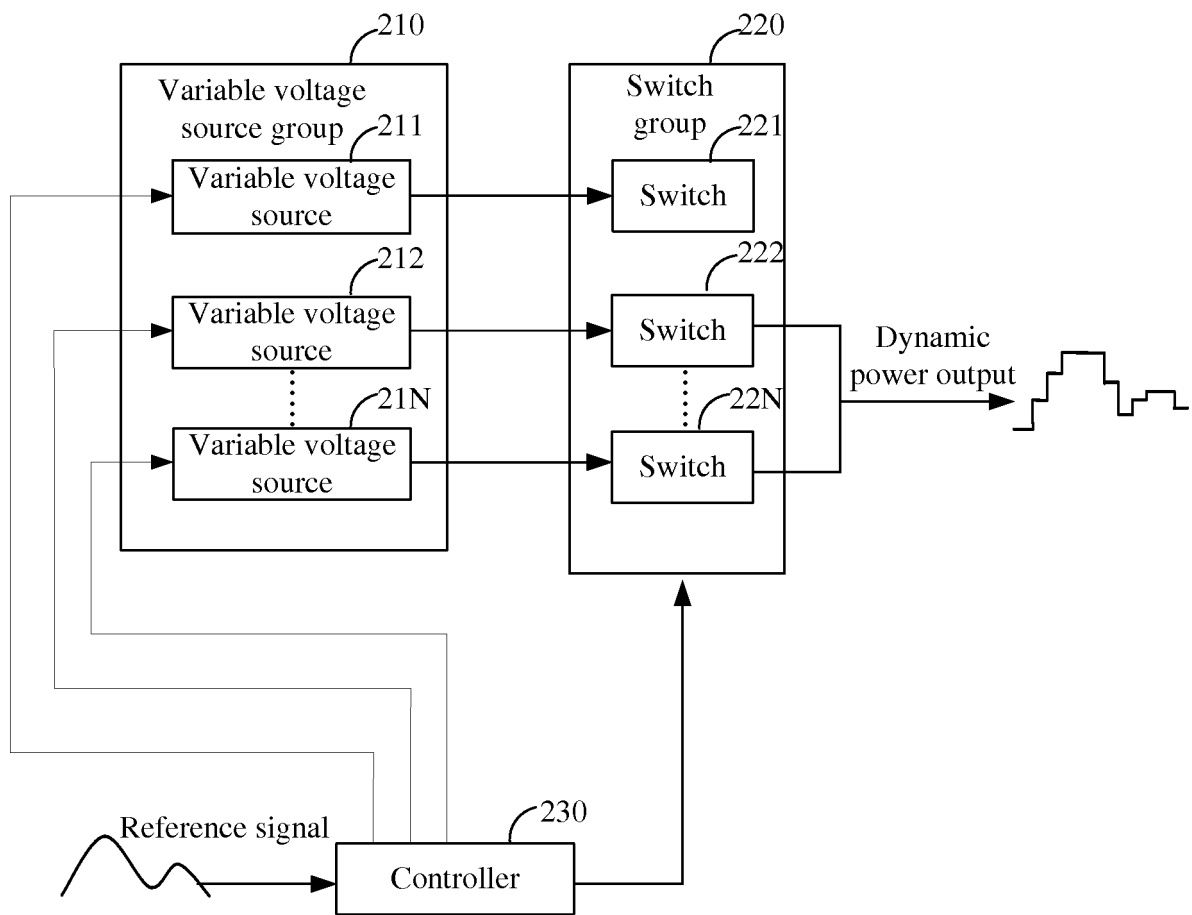 210
220
Variable voltage
source group
Switch
group
211
221
Variable voltage
source
Switch
212
222
Variable voltage
source
Switch
Dynamic
power output
21N
22N
Variable voltage
source
Switch
230
Reference signal
Controller